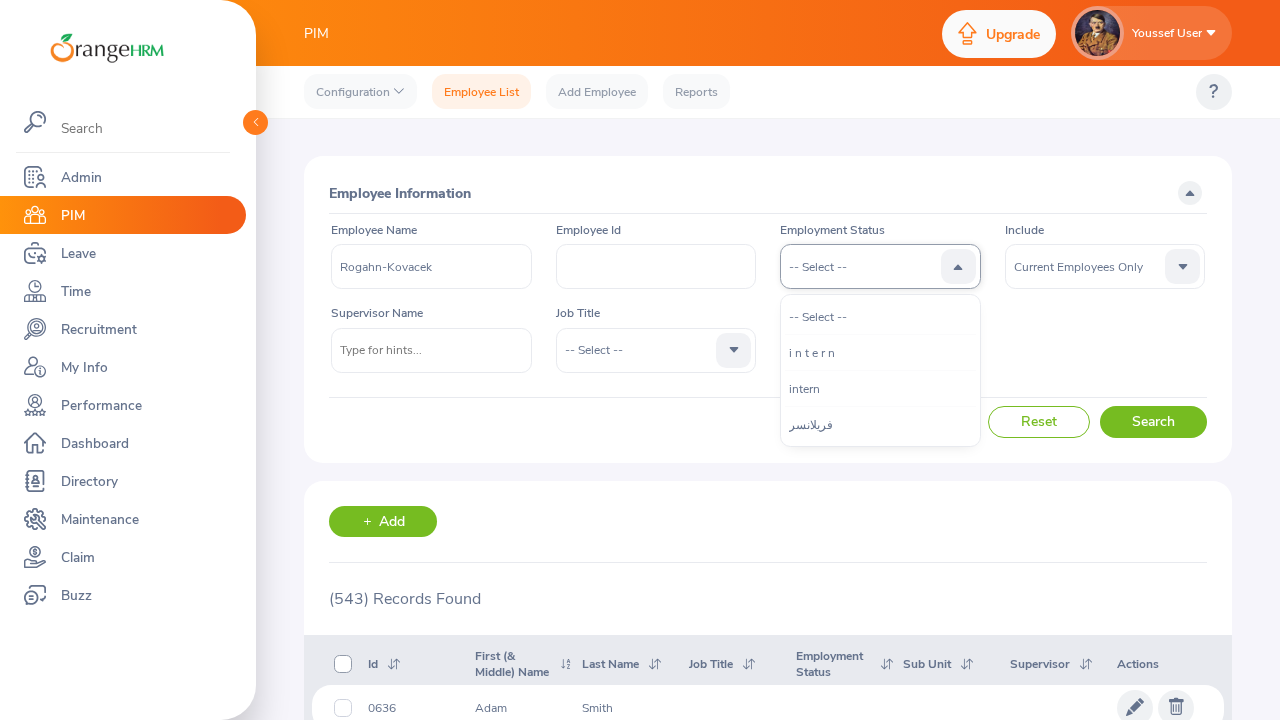 OrangeHRM
PIM
Upgrade
Youssef User
Search
Configuration
Employee List
Add Employee
Reports
?
Admin
PIM
Leave
Time
Recruitment
My Info
Performance
Dashboard
Directory
Maintenance
Claim
Buzz
Employee Information
Employee Name
Employee Id
Employment Status
Include
Rogahn-Kovacek
-- Select --
Current Employees Only
Supervisor Name
Job Title
Type for hints...
-- Select --
-- Select --
i n t e r n
intern
فريلانسر
Reset
Search
+ Add
(543) Records Found
Id
First (& Middle) Name
Last Name
Job Title
Employment Status
Sub Unit
Supervisor
Actions
0636
Adam
Smith